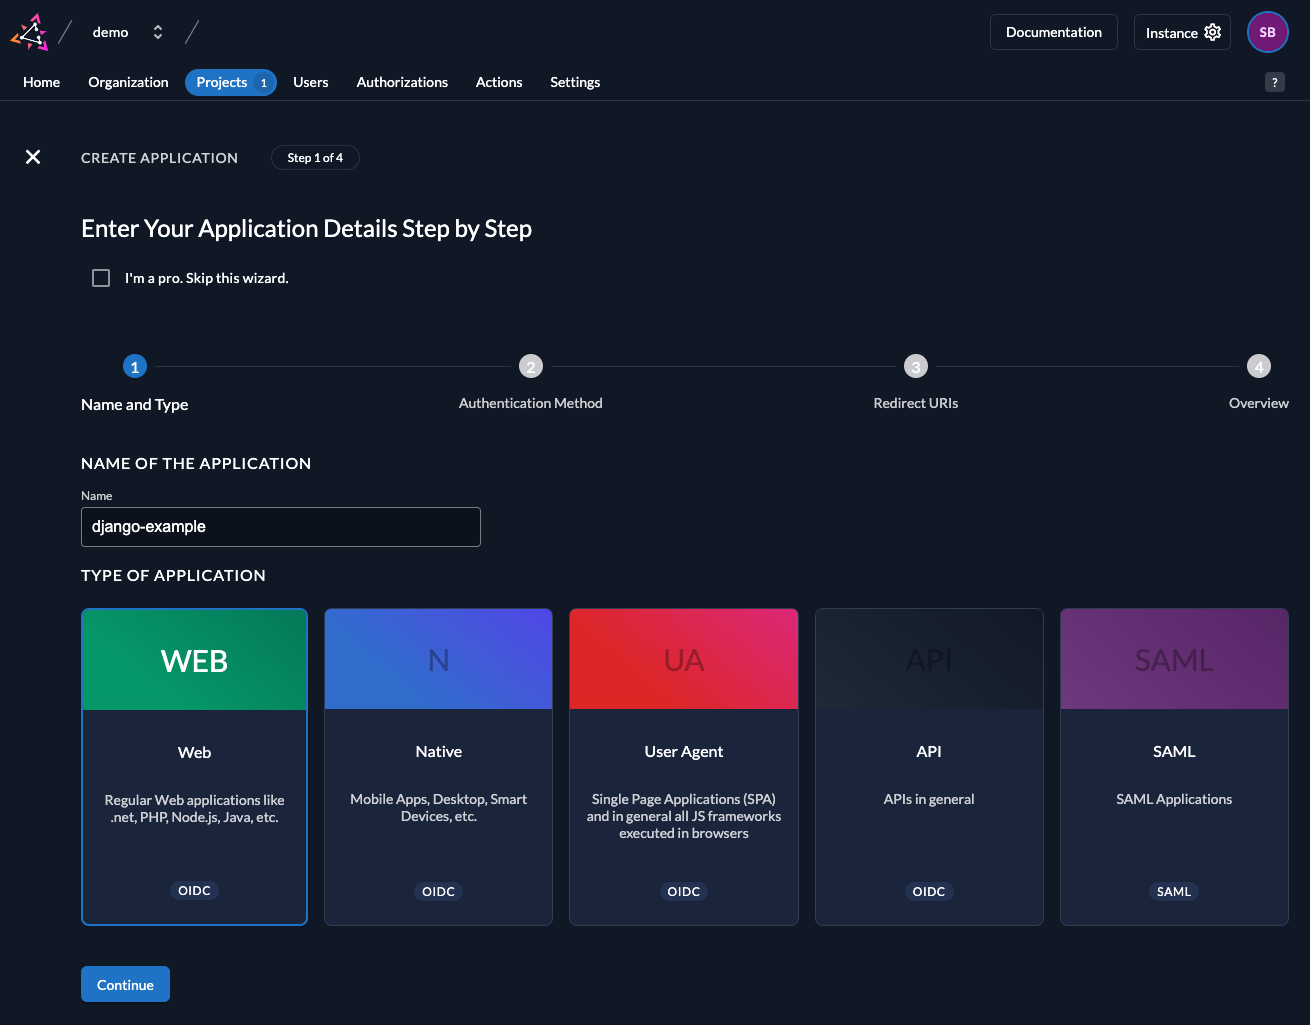 demo
Documentation
Instance
SB
Home
Organization
Projects 1
Users
Authorizations
Actions
Settings
?
CREATE APPLICATION
Step 1 of 4
Enter Your Application Details Step by Step
I'm a pro. Skip this wizard.
1
2
3
4
Name and Type
Authentication Method
Redirect URIs
Overview
NAME OF THE APPLICATION
Name
django-example
TYPE OF APPLICATION
WEB
Web
Regular Web applications like
.net, PHP, Node.js, Java, etc.
OIDC
N
Native
Mobile Apps, Desktop, Smart
Devices, etc.
OIDC
UA
User Agent
Single Page Applications (SPA)
and in general all JS frameworks
executed in browsers
OIDC
API
API
APIs in general
OIDC
SAML
SAML
SAML Applications
SAML
Continue